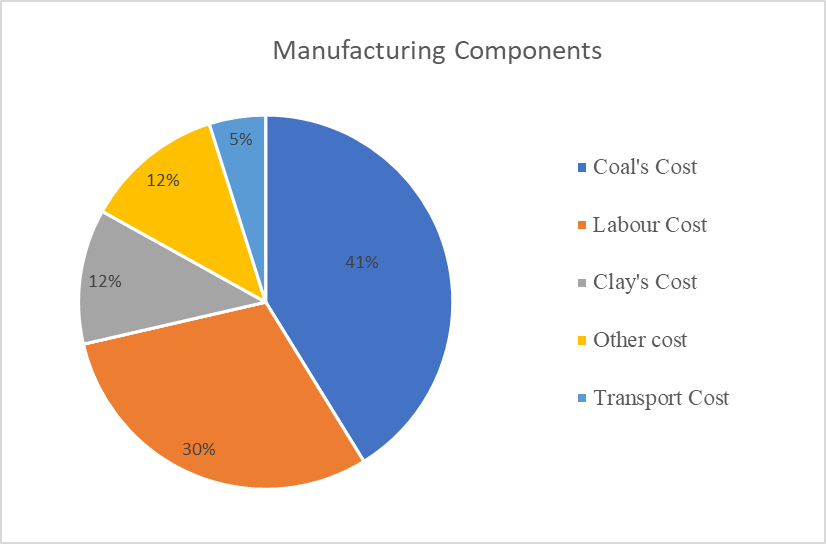 Manufacturing Components
5%
12%
41%
12%
30%
Coal's Cost
Labour Cost
Clay's Cost
Other cost
Transport Cost